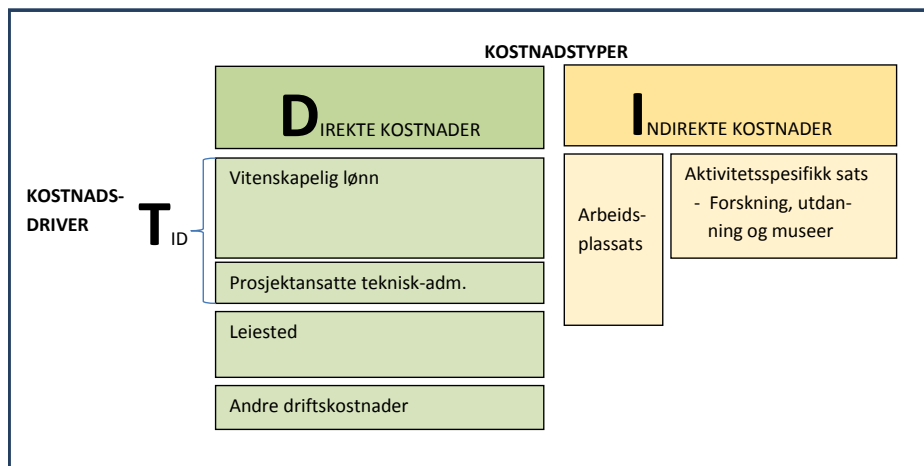 KOSTNADSTYPER
DIREKTE KOSTNADER
INDIREKTE KOSTNADER
KOSTNADS-
DRIVER
TID
Vitenskapelig lønn
Prosjektansatte teknisk-adm.
Leiested
Andre driftskostnader
Arbeids-
plassats
Aktivitetsspesifikk sats
- Forskning, utdan-
ning og museer